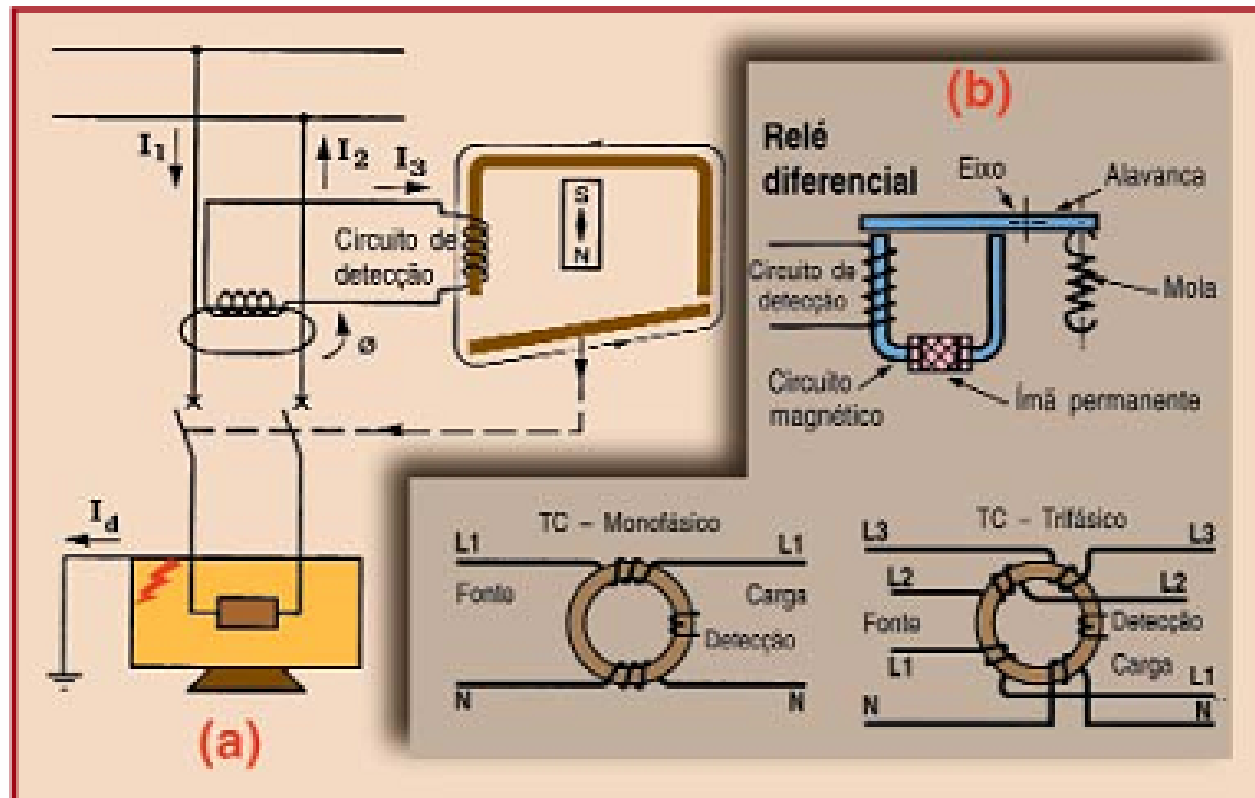 I1
I2
I3
Circuito de
detecção
S
N
ø
Id
(a)
(b)
Relé
diferencial
Eixo
Alavanca
Circuito de
detecção
Mola
Circuito
magnético
Ímã permanente
TC – Monofásico
L1
L1
Fonte
Carga
Detecção
N
N
TC – Trifásico
L3
L3
L2
L2
Fonte
Detecção
L1
Carga
L1
N
N